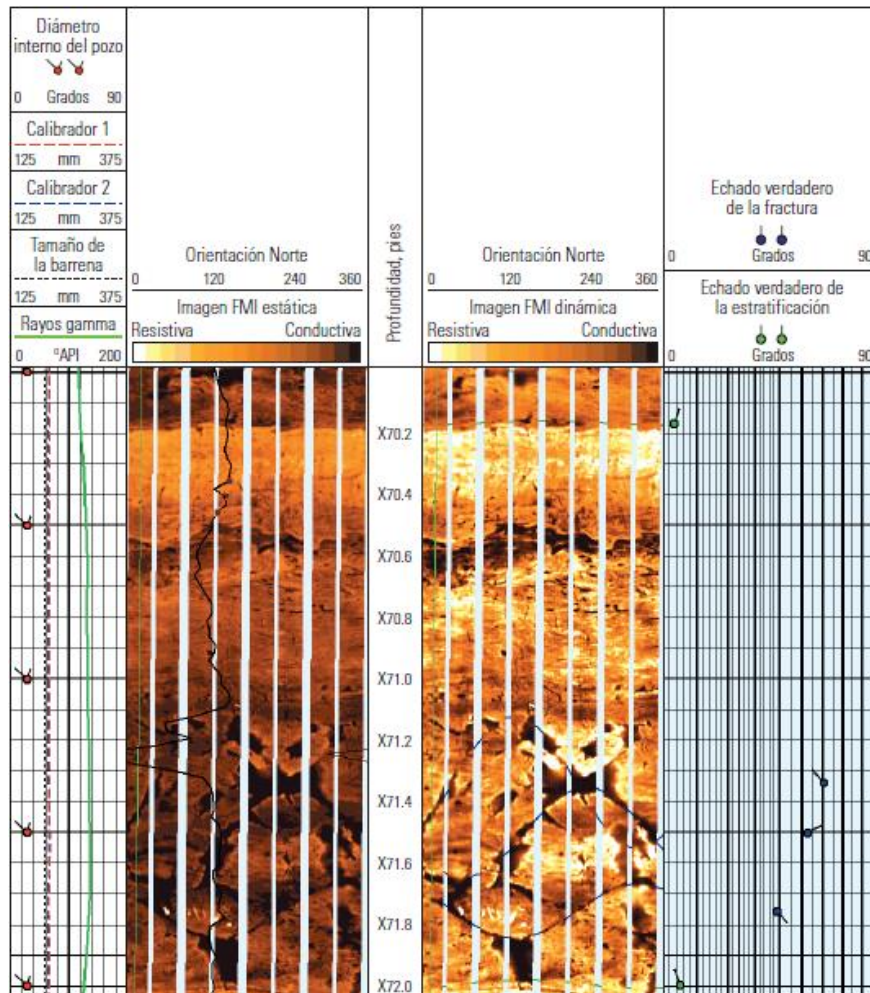 Diámetro
interno del pozo
0 Grados 90
Calibrador 1
125 mm 375
Calibrador 2
125 mm 375
Tamaño de
la barrena
125 mm 375
Rayos gamma
0 °API 200
Orientación Norte
0 120 240 360
Imagen FMI estática
Resistiva Conductiva
Profundidad, pies
Orientación Norte
0 120 240 360
Imagen FMI dinámica
Resistiva Conductiva
Echado verdadero
de la fractura
0 Grados 90
Echado verdadero de
la estratificación
0 Grados 90
X70.2
X70.4
X70.6
X70.8
X71.0
X71.2
X71.4
X71.6
X71.8
X72.0